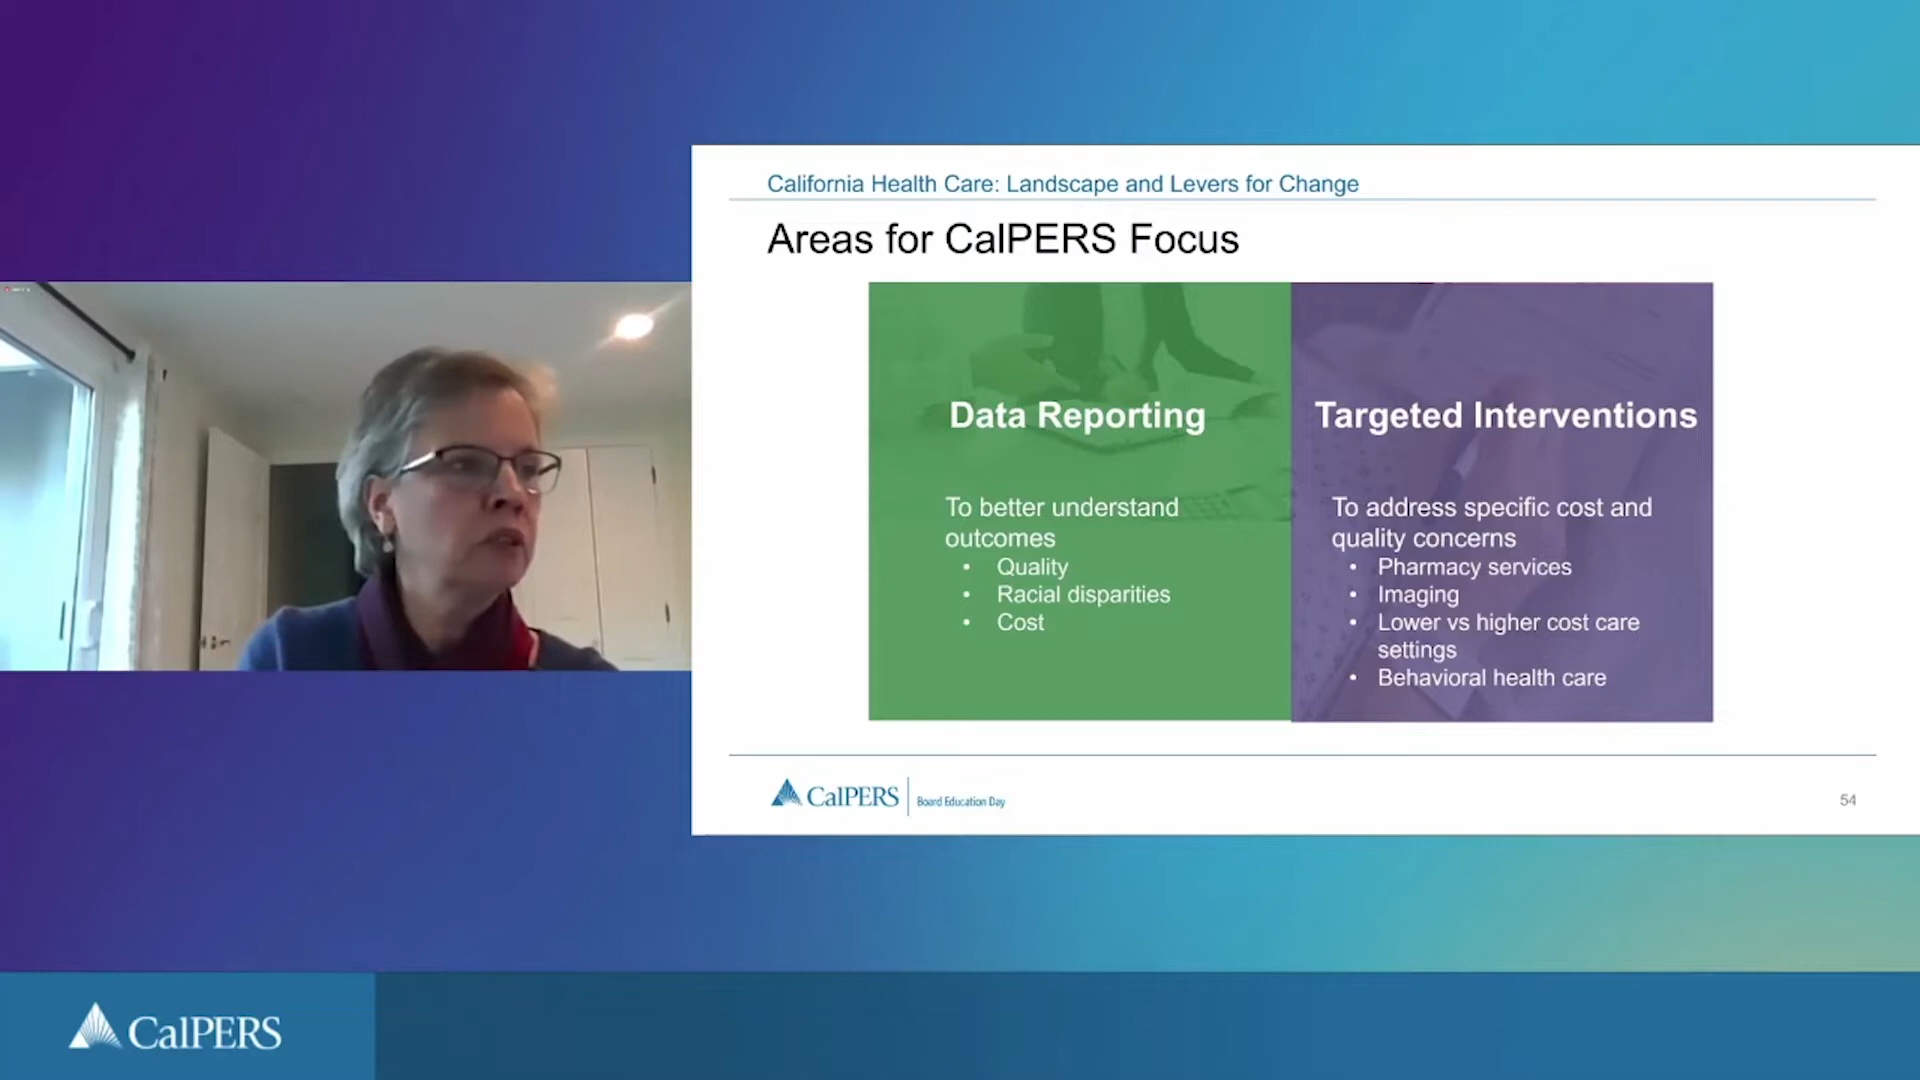 California Health Care: Landscape and Levers for Change
Areas for CalPERS Focus
Data Reporting
To better understand
outcomes
• Quality
• Racial disparities
• Cost
Targeted Interventions
To address specific cost and
quality concerns
• Pharmacy services
• Imaging
• Lower vs higher cost care
settings
• Behavioral health care
CalPERS
Board Education Day
54
CalPERS